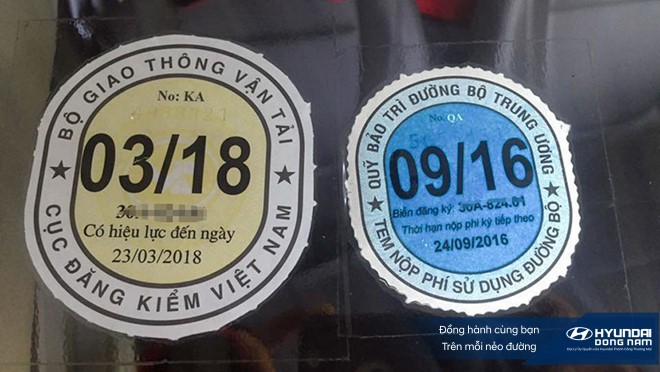 BỘ GIAO THÔNG VẬN TẢI
No: KA
03/18
Có hiệu lực đến ngày
23/03/2018
CỤC ĐĂNG KIỂM VIỆT NAM
QUỸ BẢO TRÌ ĐƯỜNG BỘ TRUNG ƯƠNG
No: QA
09/16
Biển đăng ký: 30A-824.01
Thời hạn nộp phí kỳ tiếp theo
24/09/2016
TEM NỘP PHÍ SỬ DỤNG ĐƯỜNG BỘ
Đồng hành cùng bạn
Trên mỗi nẻo đường
HYUNDAI
DONG NAM